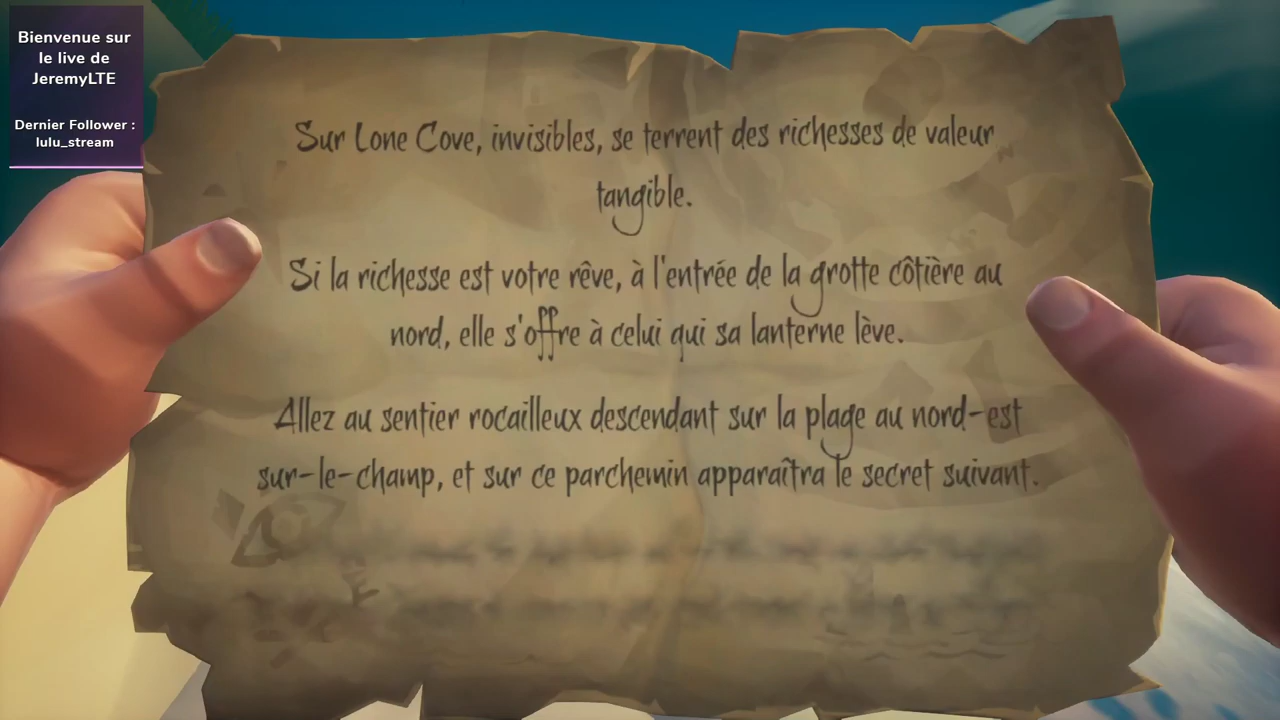 Bienvenue sur
le live de
JeremyLTE
Dernier Follower :
lulu_stream
Sur Lone Cove, invisibles, se terrent des richesses de valeur
tangible.
Si la richesse est votre rêve, à l'entrée de la grotte côtière au
nord, elle s'offre à celui qui sa lanterne lève.
Allez au sentier rocailleux descendant sur la plage au nord-est
sur-le-champ, et sur ce parchemin apparaîtra le secret suivant.